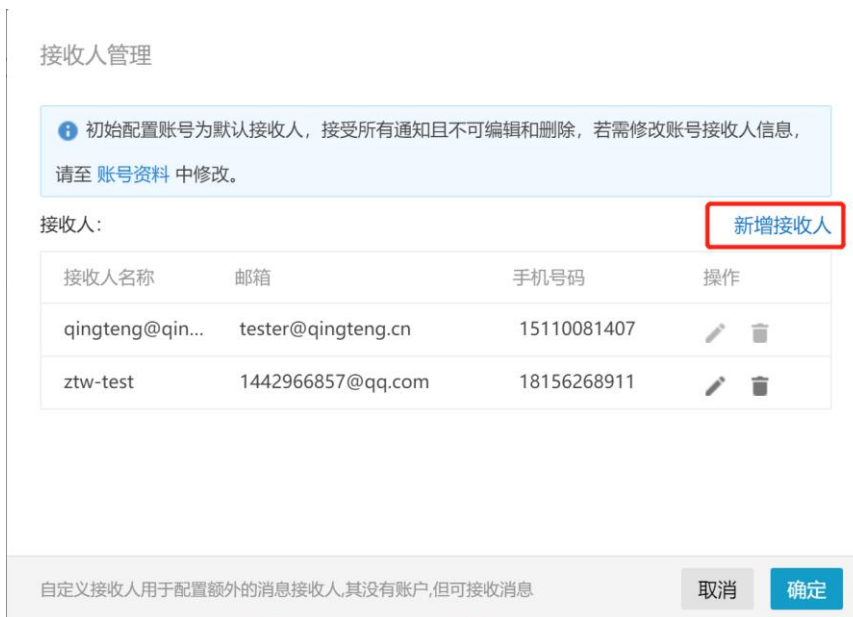 接收人管理
初始配置账号为默认接收人，接受所有通知且不可编辑和删除，若需修改账号接收人信息，
请至 账号资料 中修改。
接收人： 新增接收人
接收人名称 邮箱 手机号码 操作
qingteng@qin... tester@qingteng.cn 15110081407
ztw-test 1442966857@qq.com 18156268911
自定义接收人用于配置额外的消息接收人,其没有账户,但可接收消息 取消 确定